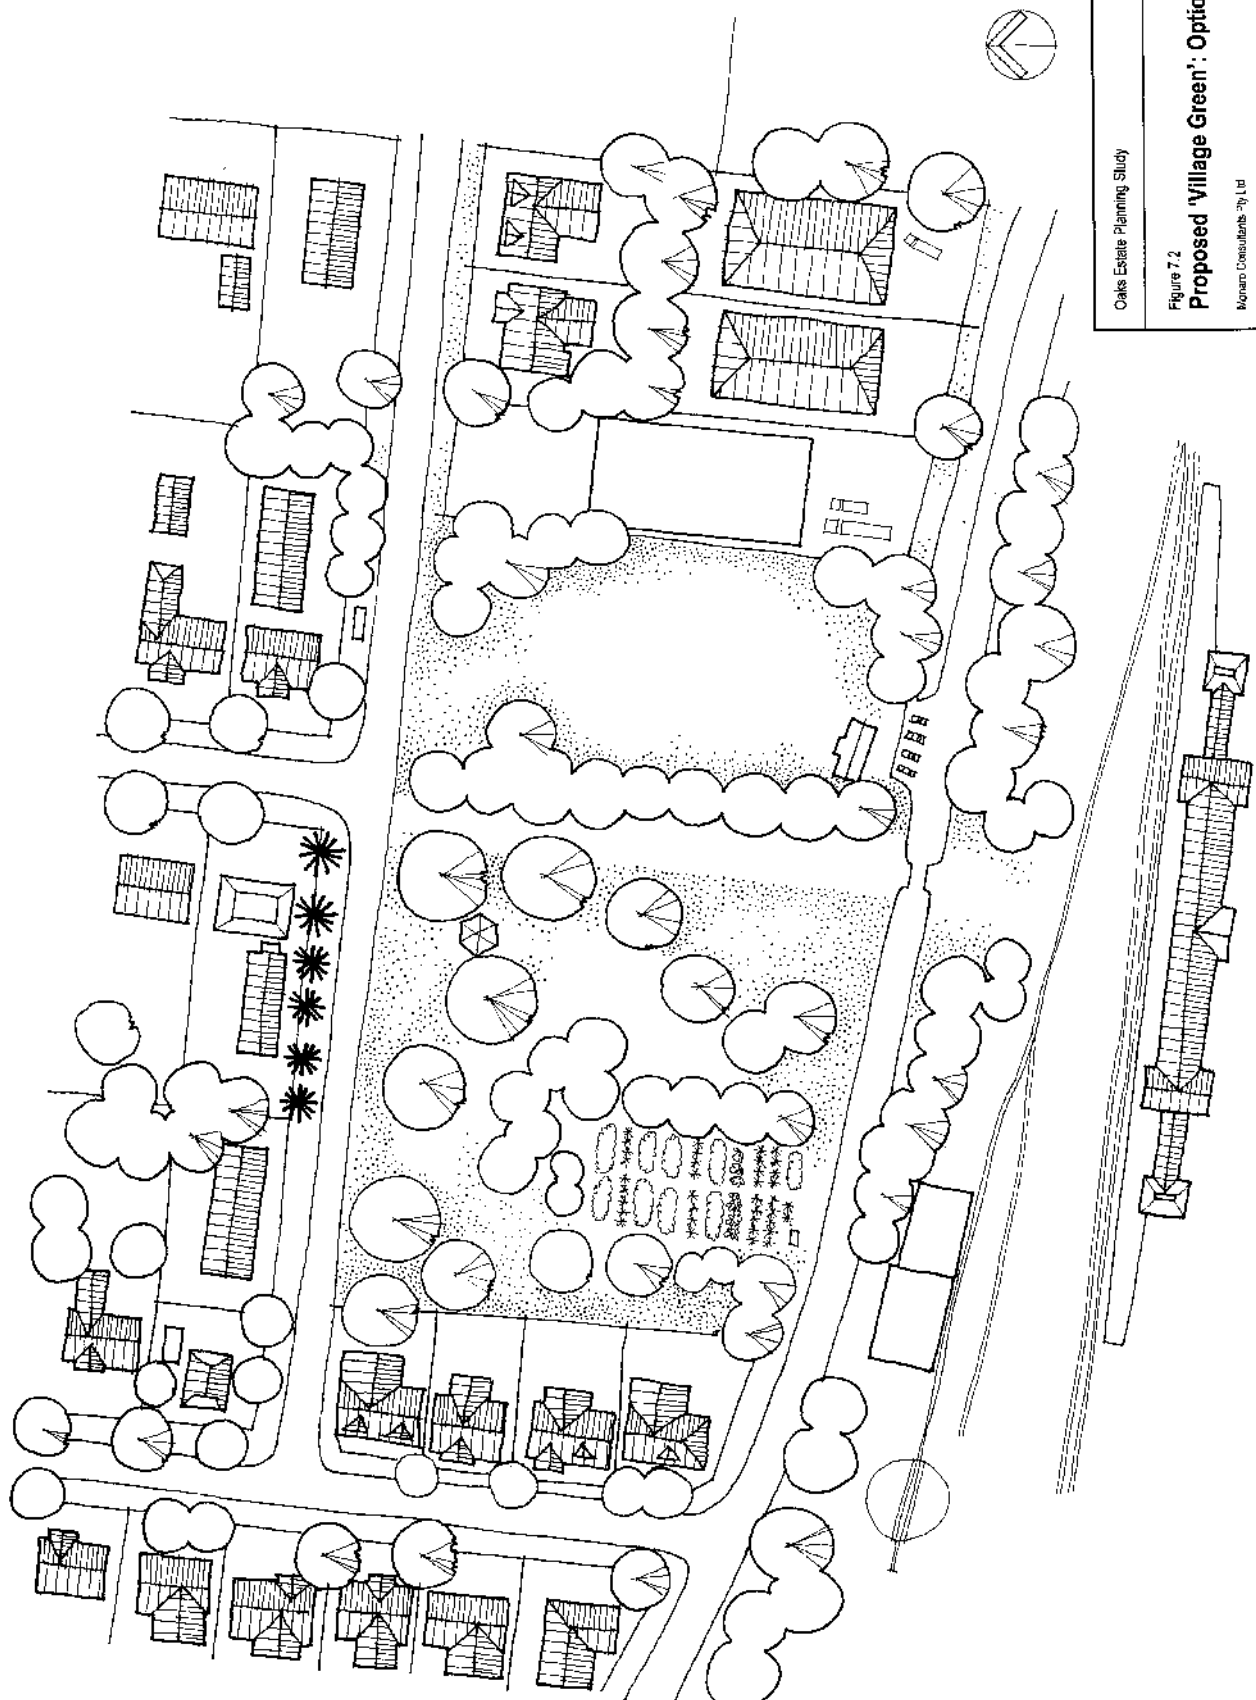 Oaks Estate Planning Study
Figure 7.2
Proposed 'Village Green': Optio
Monaro Consultants Pty Ltd